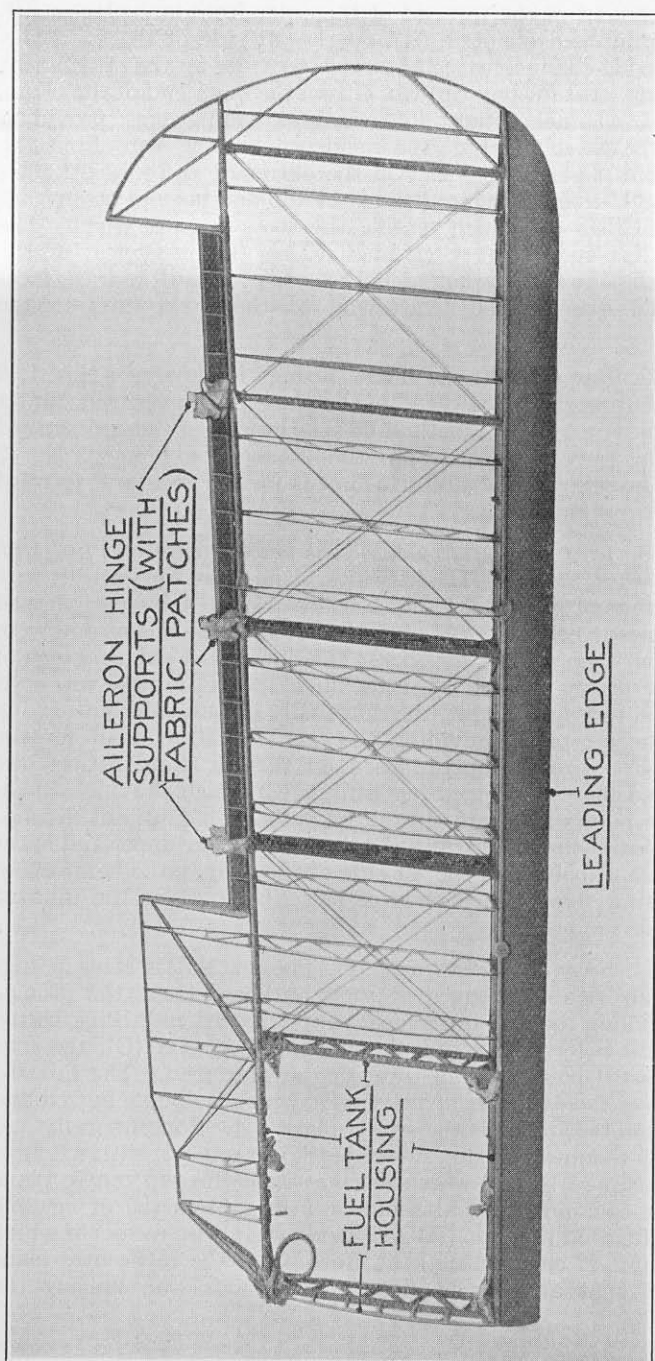 AILERON HINGE
SUPPORTS (WITH
FABRIC PATCHES)
FUEL TANK
HOUSING
LEADING EDGE